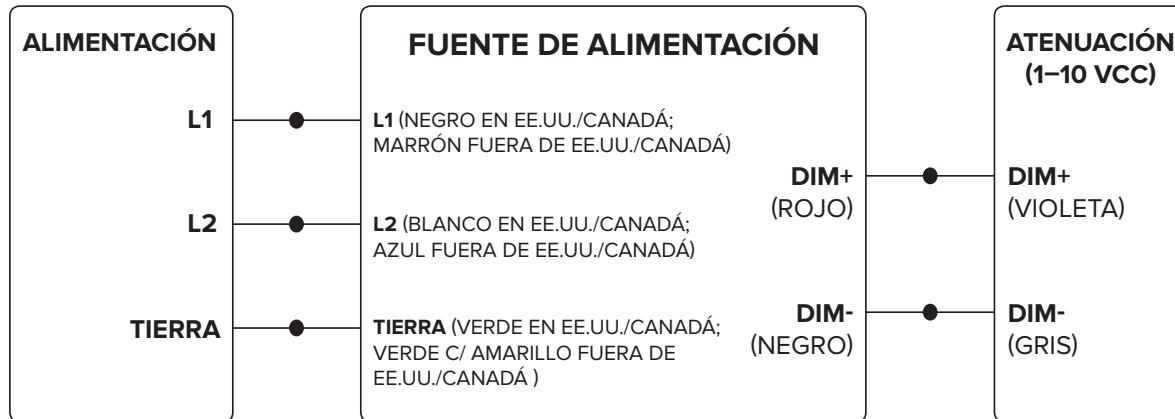 ALIMENTACIÓN
L1
L2
TIERRA
FUENTE DE ALIMENTACIÓN
L1 (NEGRO EN EE.UU./CANADÁ;
MARRÓN FUERA DE EE.UU./CANADÁ)
L2 (BLANCO EN EE.UU./CANADÁ;
AZUL FUERA DE EE.UU./CANADÁ)
TIERRA (VERDE EN EE.UU./CANADÁ;
VERDE C/ AMARILLO FUERA DE
EE.UU./CANADÁ )
DIM+
(ROJO)
DIM-
(NEGRO)
ATENUACIÓN
(1–10 VCC)
DIM+
(VIOLETA)
DIM-
(GRIS)